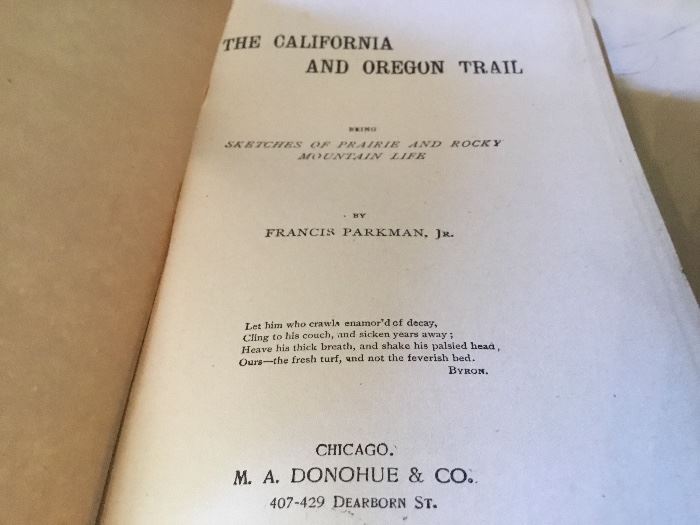 THE CALIFORNIA
AND OREGON TRAIL
BEING
SKETCHES OF PRAIRIE AND ROCKY
MOUNTAIN LIFE
BY
FRANCIS PARKMAN, JR.
Let him who crawls enamor'd of decay,
Cling to his couch, and sicken years away;
Heave his thick breath, and shake his palsied head,
Ours—the fresh turf, and not the feverish bed.
BYRON.
CHICAGO.
M. A. DONOHUE & CO.
407-429 DEARBORN ST.